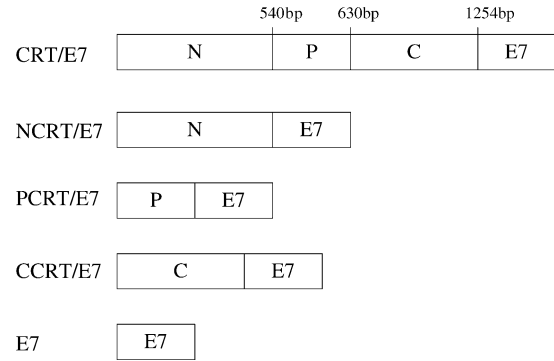 540bp 630bp 1254bp
CRT/E7 N P C E7
NCRT/E7 N E7
PCRT/E7 P E7
CCRT/E7 C E7
E7 E7